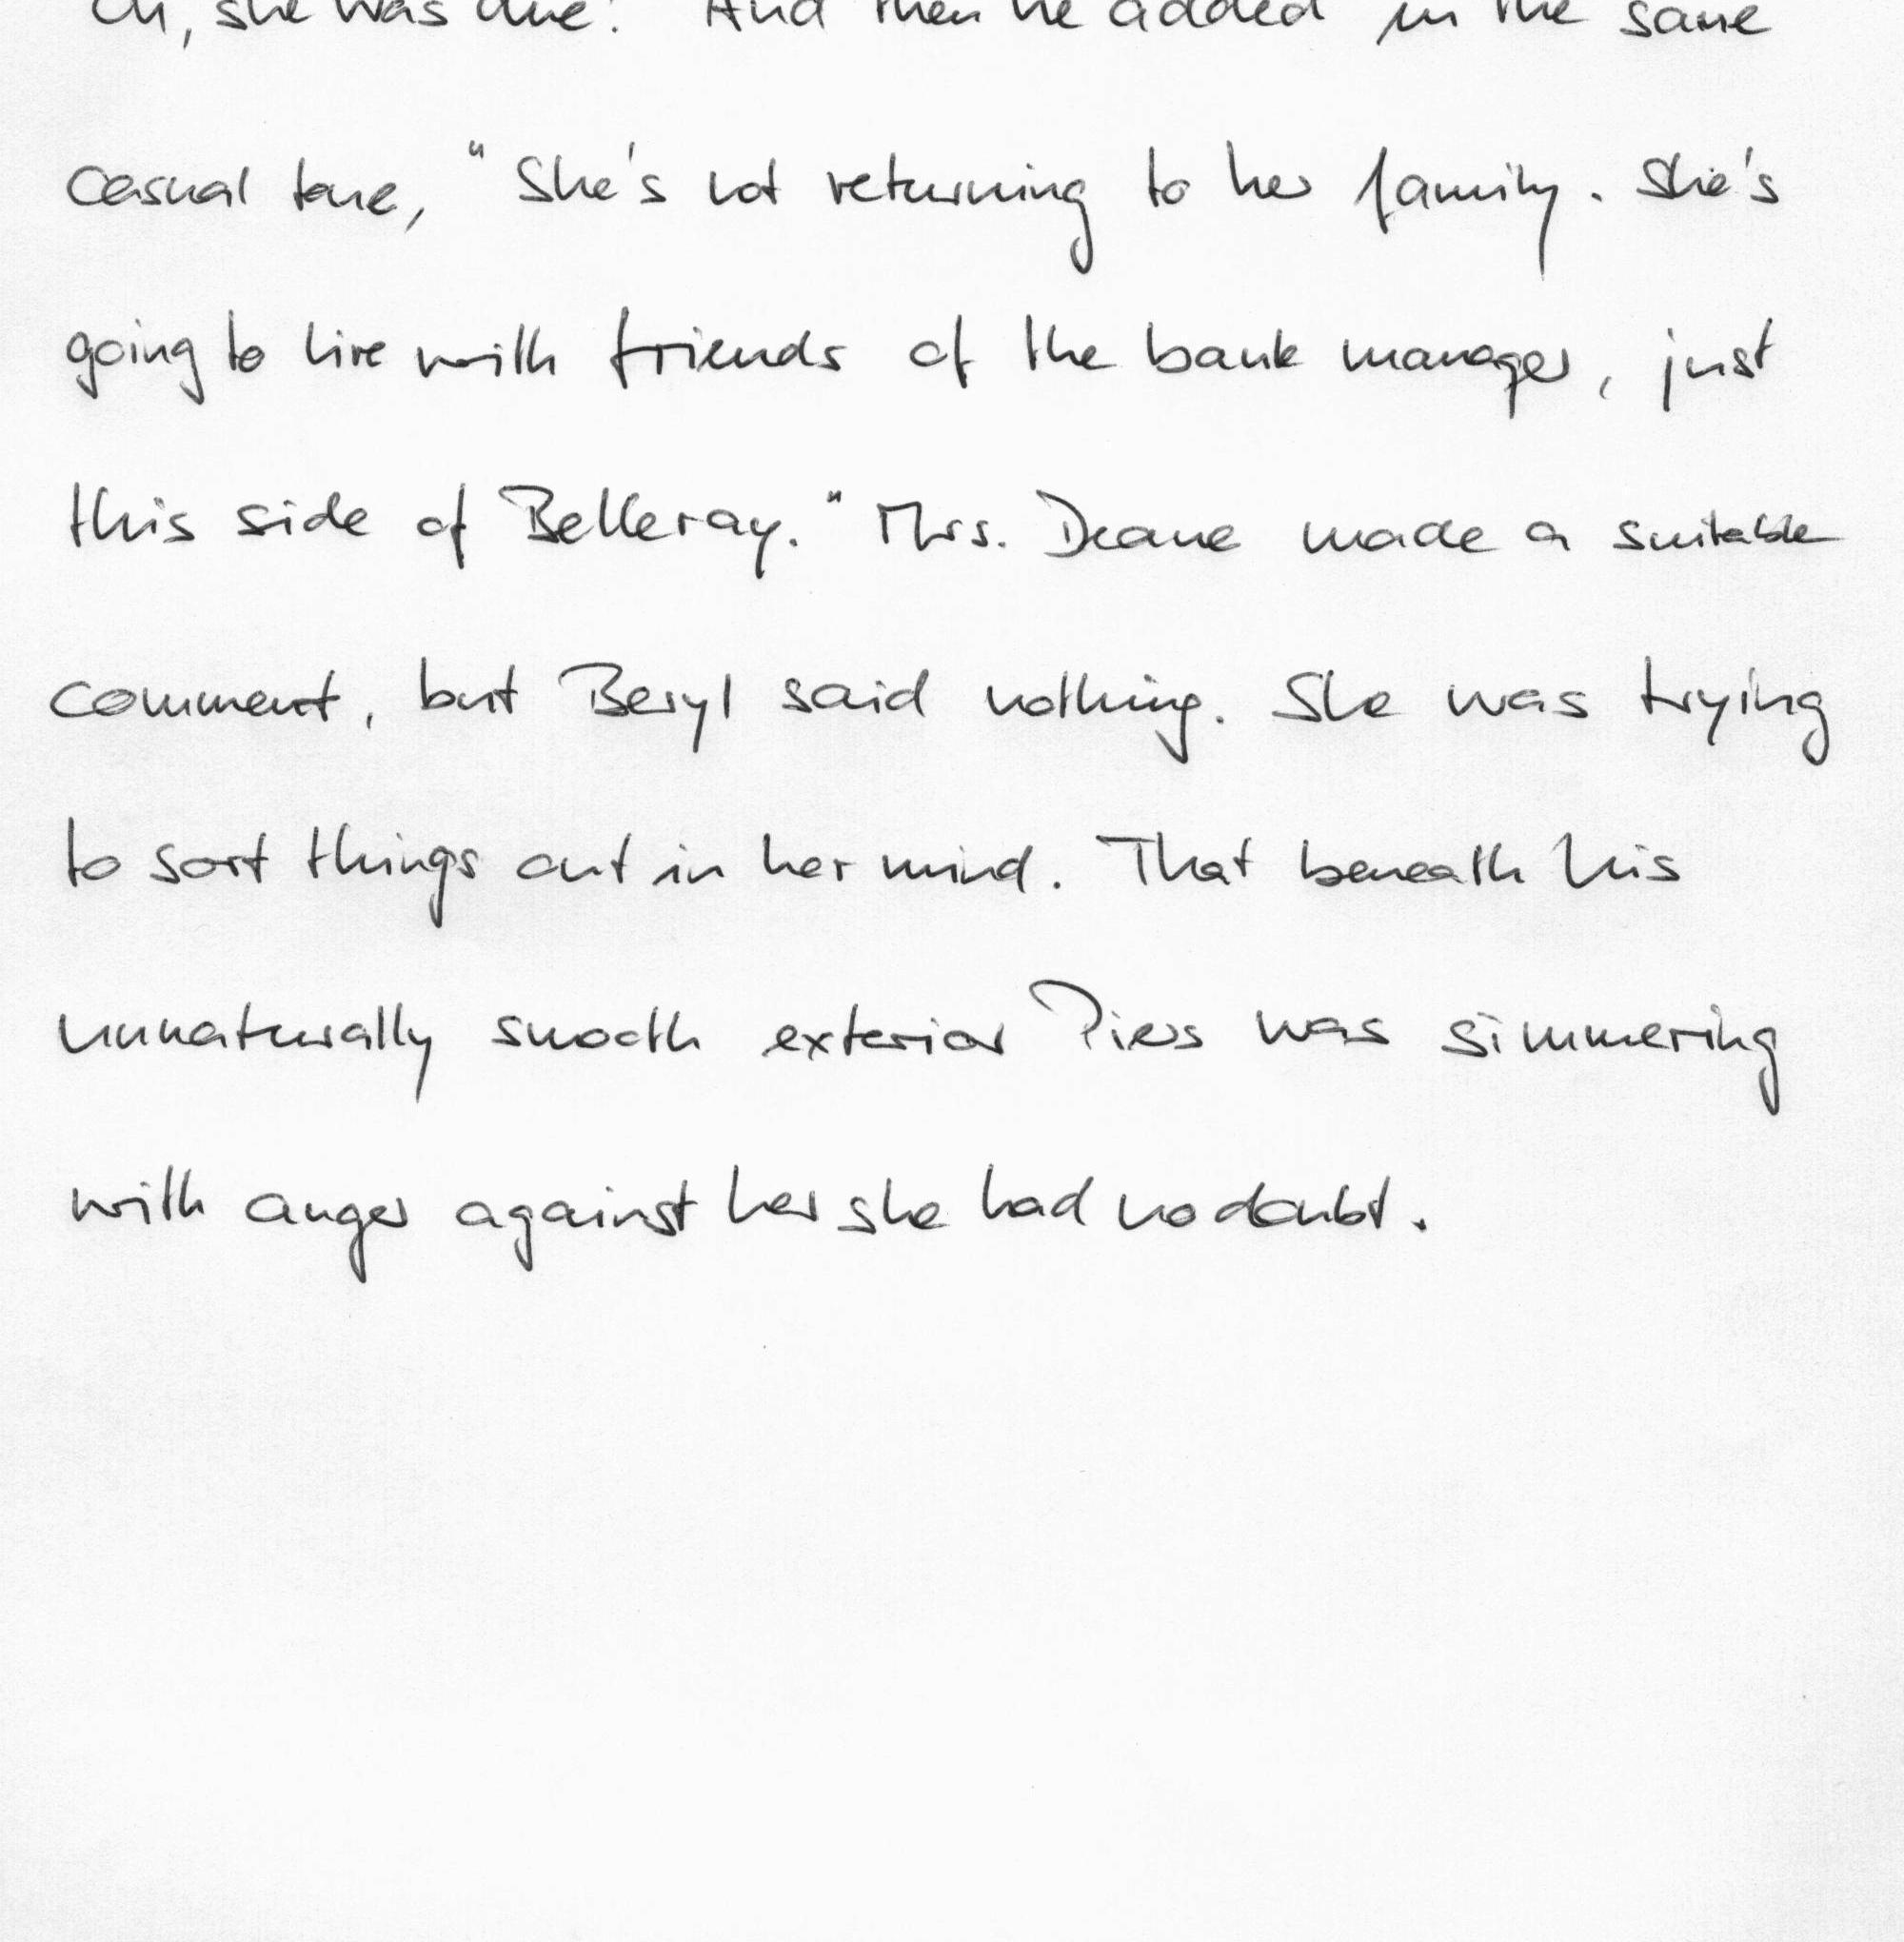 Oh, she was And then he added in the same
casual tone, "She's not returning to her family. She's
going to live with friends of the bank manager, just
this side of Belleray." Mrs. Deane made a suitable
comment, but Beryl said nothing. She was trying
to sort things out in her mind. That beneath his
unnaturally smooth exterior Piers was simmering
with anger against her she had no doubt.